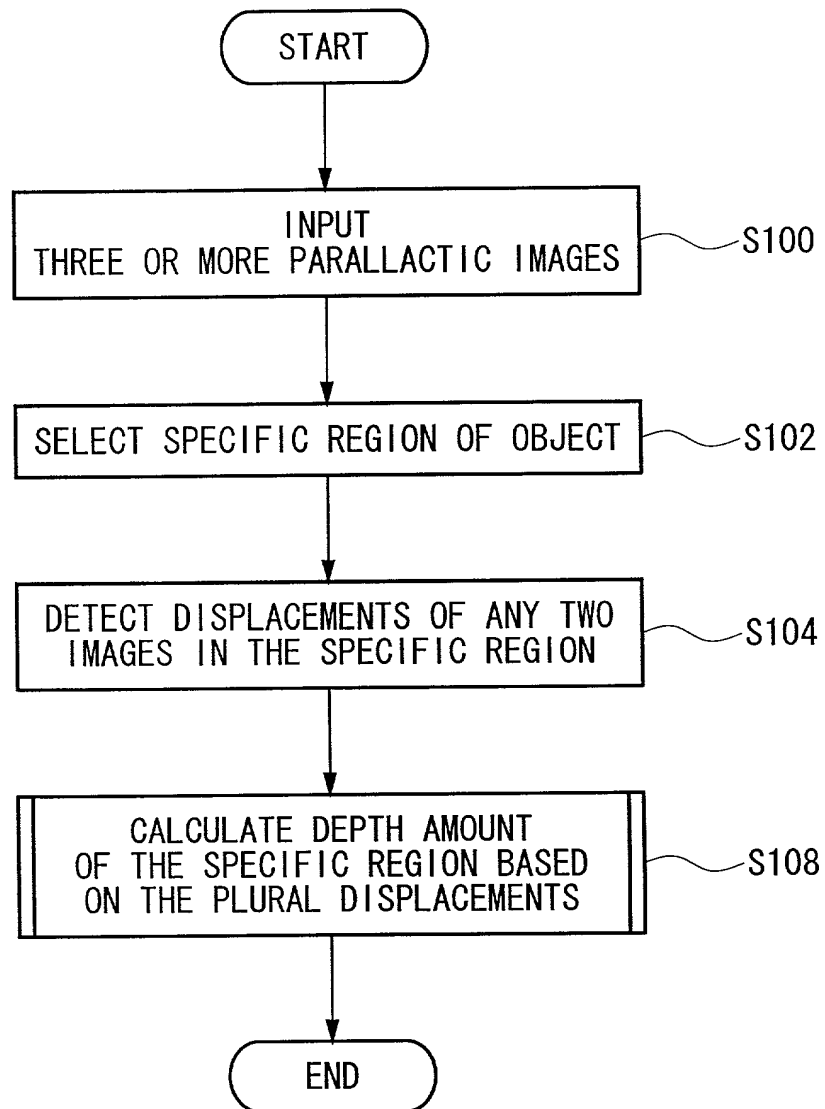 START
INPUT
THREE OR MORE PARALLACTIC IMAGES
S100
SELECT SPECIFIC REGION OF OBJECT
S102
DETECT DISPLACEMENTS OF ANY TWO
IMAGES IN THE SPECIFIC REGION
S104
CALCULATE DEPTH AMOUNT
OF THE SPECIFIC REGION BASED
ON THE PLURAL DISPLACEMENTS
S108
END